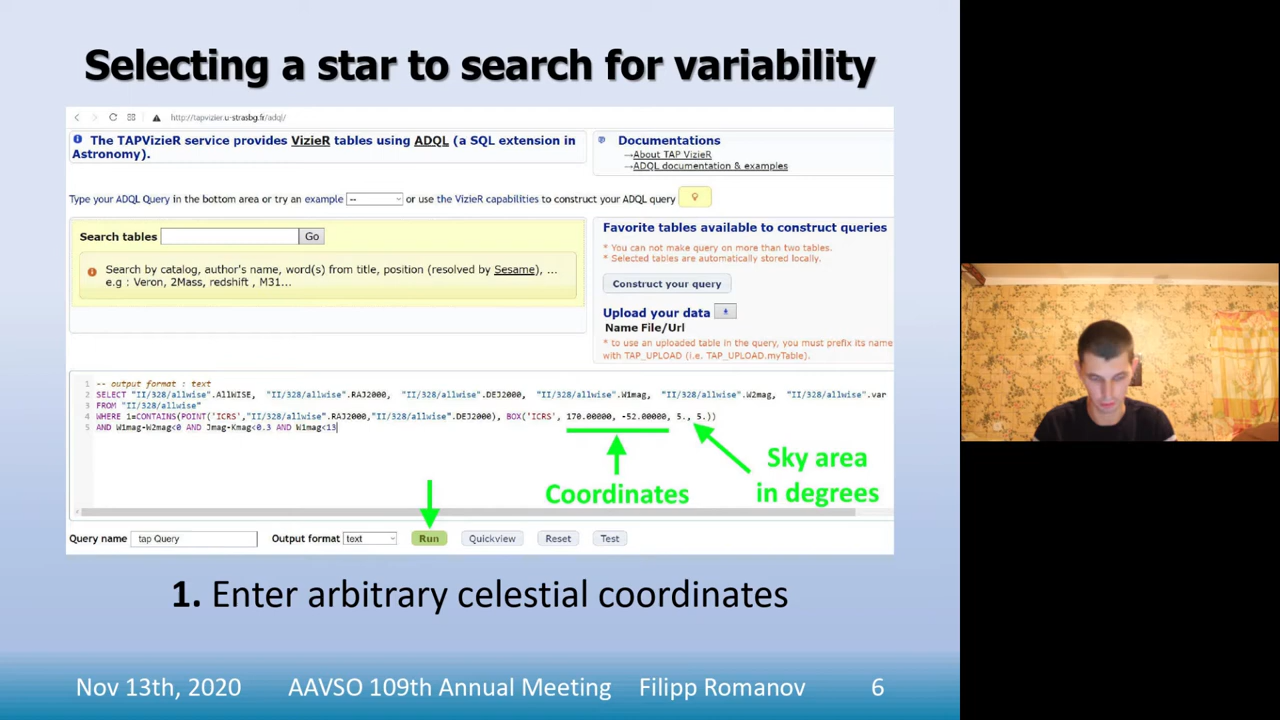 Selecting a star to search for variability
http://tapvizier.u-strasbg.fr/adql/
The TAPVizieR service provides VizieR tables using ADQL (a SQL extension in
Astronomy).
Documentations
→About TAP VizieR
→ADQL documentation & examples
Type your ADQL Query in the bottom area or try an example -- or use the VizieR capabilities to construct your ADQL query
Search tables Go
Search by catalog, author's name, word(s) from title, position (resolved by Sesame), ...
e.g : Veron, 2Mass, redshift , M31...
Favorite tables available to construct queries
* You can not make query on more than two tables.
* Selected tables are automatically stored locally.
Construct your query
Upload your data
Name File/Url
* to use an uploaded table in the query, you must prefix its name
with TAP_UPLOAD (i.e. TAP_UPLOAD.myTable).
1 -- output format : text
2 SELECT "II/328/allwise".AllWISE, "II/328/allwise".RAJ2000, "II/328/allwise".DEJ2000, "II/328/allwise".W1mag, "II/328/allwise".W2mag, "II/328/allwise".var
3 FROM "II/328/allwise"
4 WHERE 1=CONTAINS(POINT('ICRS',"II/328/allwise".RAJ2000,"II/328/allwise".DEJ2000), BOX('ICRS', 170.00000, -52.00000, 5., 5.))
5 AND W1mag-W2mag<0 AND Jmag-Kmag<0.3 AND W1mag<13
Coordinates
Sky area
in degrees
Query name tap Query Output format text Run Quickview Reset Test
1. Enter arbitrary celestial coordinates
Nov 13th, 2020 AAVSO 109th Annual Meeting Filipp Romanov 6